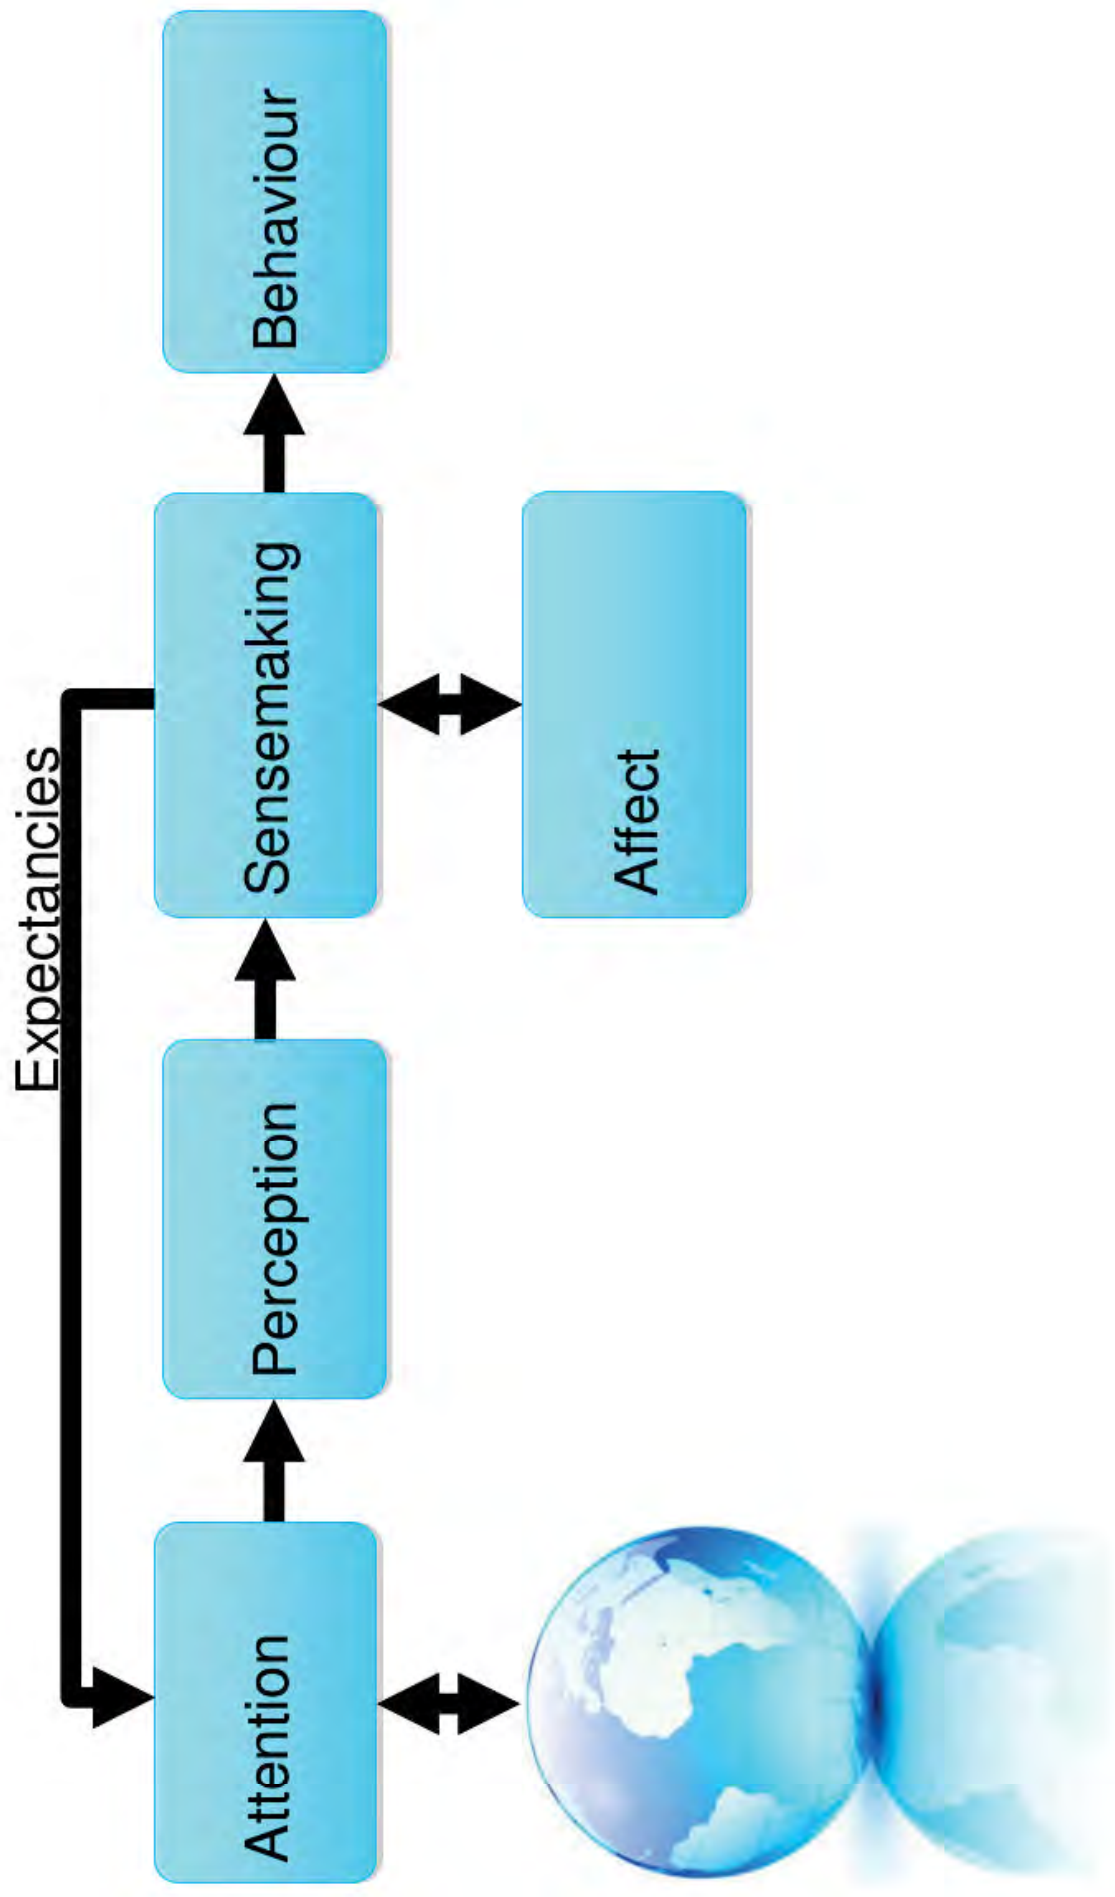 Expectancies
Attention
Perception
Sensemaking
Behaviour
Affect